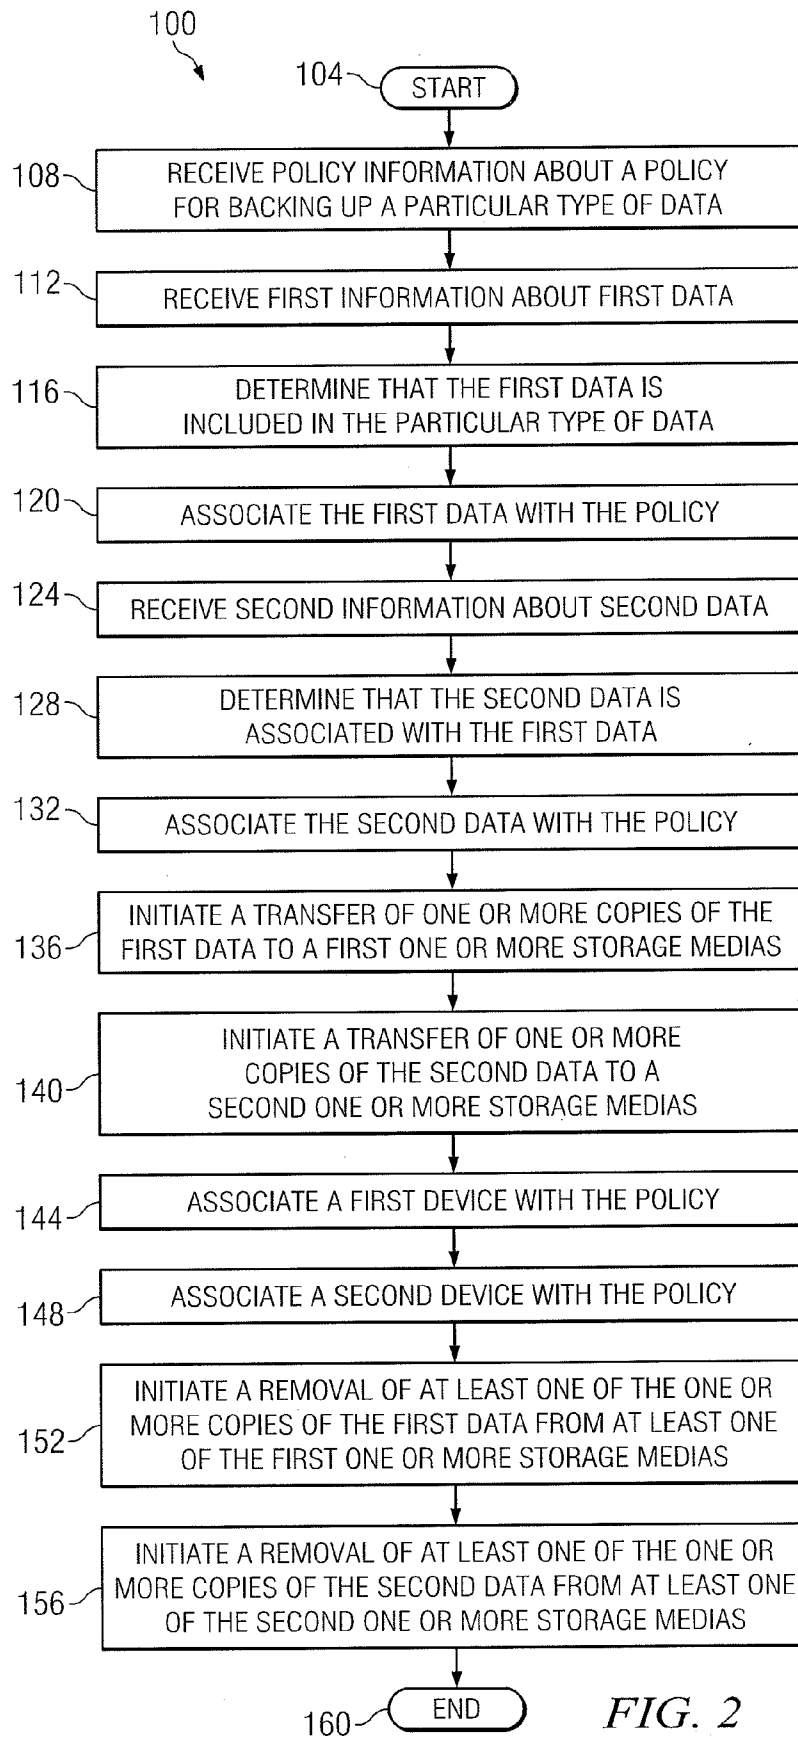 100
104
START
108
RECEIVE POLICY INFORMATION ABOUT A POLICY
FOR BACKING UP A PARTICULAR TYPE OF DATA
112
RECEIVE FIRST INFORMATION ABOUT FIRST DATA
116
DETERMINE THAT THE FIRST DATA IS
INCLUDED IN THE PARTICULAR TYPE OF DATA
120
ASSOCIATE THE FIRST DATA WITH THE POLICY
124
RECEIVE SECOND INFORMATION ABOUT SECOND DATA
128
DETERMINE THAT THE SECOND DATA IS
ASSOCIATED WITH THE FIRST DATA
132
ASSOCIATE THE SECOND DATA WITH THE POLICY
136
INITIATE A TRANSFER OF ONE OR MORE COPIES OF THE
FIRST DATA TO A FIRST ONE OR MORE STORAGE MEDIAS
140
INITIATE A TRANSFER OF ONE OR MORE
COPIES OF THE SECOND DATA TO A
SECOND ONE OR MORE STORAGE MEDIAS
144
ASSOCIATE A FIRST DEVICE WITH THE POLICY
148
ASSOCIATE A SECOND DEVICE WITH THE POLICY
152
INITIATE A REMOVAL OF AT LEAST ONE OF THE ONE OR
MORE COPIES OF THE FIRST DATA FROM AT LEAST ONE
OF THE FIRST ONE OR MORE STORAGE MEDIAS
156
INITIATE A REMOVAL OF AT LEAST ONE OF THE ONE OR
MORE COPIES OF THE SECOND DATA FROM AT LEAST ONE
OF THE SECOND ONE OR MORE STORAGE MEDIAS
160
END
FIG. 2